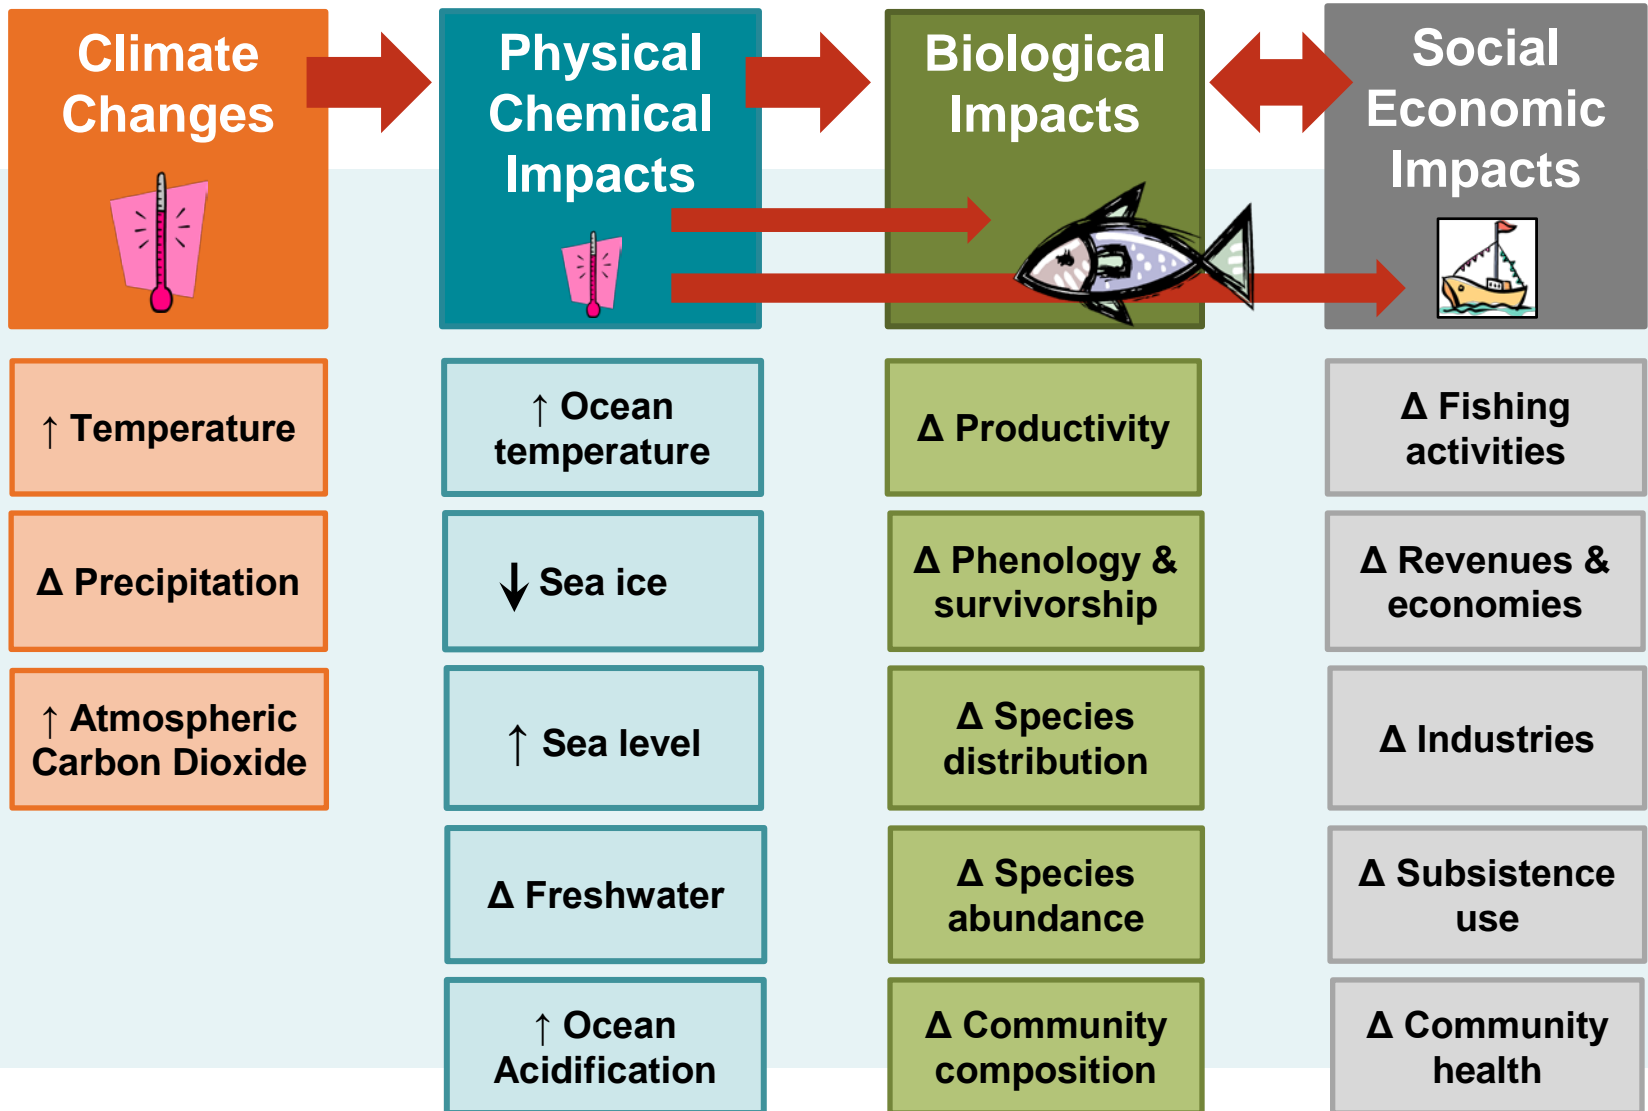 Climate
Changes
Physical
Chemical
Impacts
Biological
Impacts
Social
Economic
Impacts
↑ Temperature
Δ Precipitation
↑ Atmospheric
Carbon Dioxide
↑ Ocean
temperature
↓ Sea ice
↑ Sea level
Δ Freshwater
↑ Ocean
Acidification
Δ Productivity
Δ Phenology &
survivorship
Δ Species
distribution
Δ Species
abundance
Δ Community
composition
Δ Fishing
activities
Δ Revenues &
economies
Δ Industries
Δ Subsistence
use
Δ Community
health